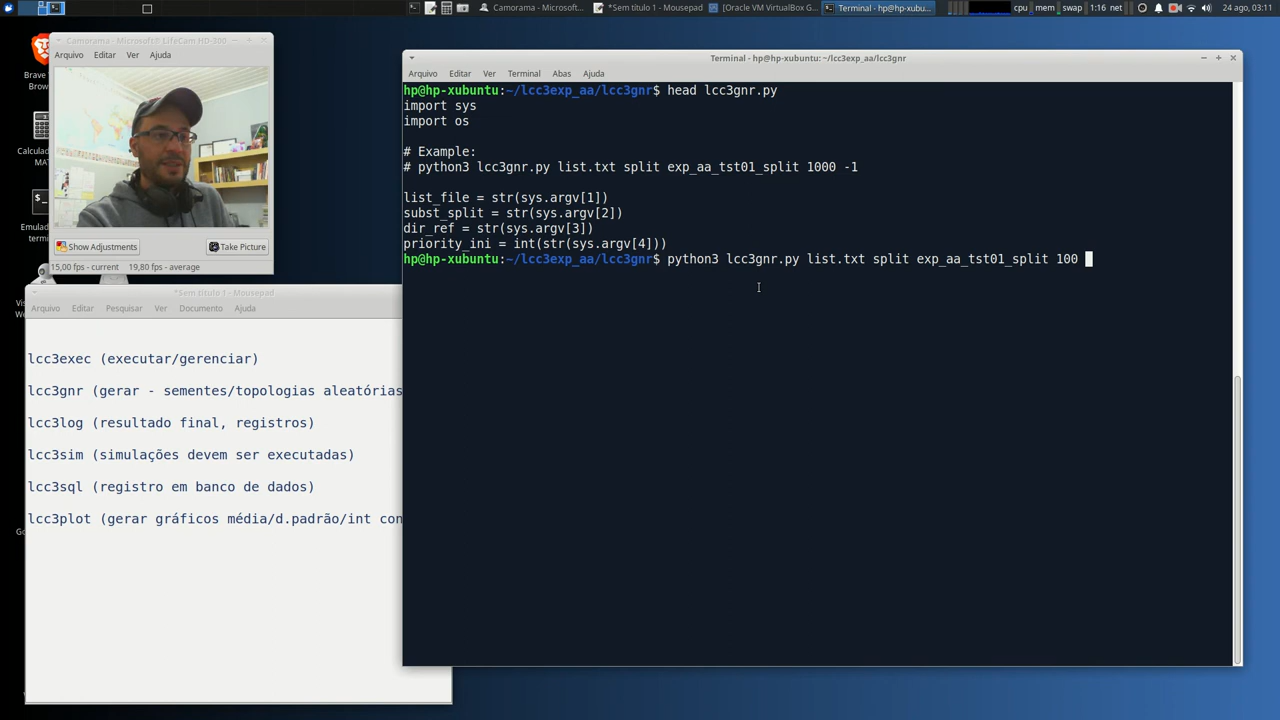 Camorama - Microsoft...
*Sem título 1 - Mousepad
[Oracle VM VirtualBox G...
Terminal - hp@hp-xubu...
cpu
mem
swap
1:16 net
24 ago, 03:11
Brave
Brow
Calculad
MAT
Emulad
termi
Camorama - Microsoft® LifeCam HD-300
Arquivo Editar Ver Ajuda
Show Adjustments
Take Picture
15,00 fps - current 19,80 fps - average
*Sem título 1 - Mousepad
Arquivo Editar Pesquisar Ver Documento Ajuda
lcc3exec (executar/gerenciar)
lcc3gnr (gerar - sementes/topologias aleatórias
lcc3log (resultado final, registros)
lcc3sim (simulações devem ser executadas)
lcc3sql (registro em banco de dados)
lcc3plot (gerar gráficos média/d.padrão/int con
Terminal - hp@hp-xubuntu: ~/lcc3exp_aa/lcc3gnr
Arquivo Editar Ver Terminal Abas Ajuda
hp@hp-xubuntu:~/lcc3exp_aa/lcc3gnr$ head lcc3gnr.py
import sys
import os
# Example:
# python3 lcc3gnr.py list.txt split exp_aa_tst01_split 1000 -1
list_file = str(sys.argv[1])
subst_split = str(sys.argv[2])
dir_ref = str(sys.argv[3])
priority_ini = int(str(sys.argv[4]))
hp@hp-xubuntu:~/lcc3exp_aa/lcc3gnr$ python3 lcc3gnr.py list.txt split exp_aa_tst01_split 100